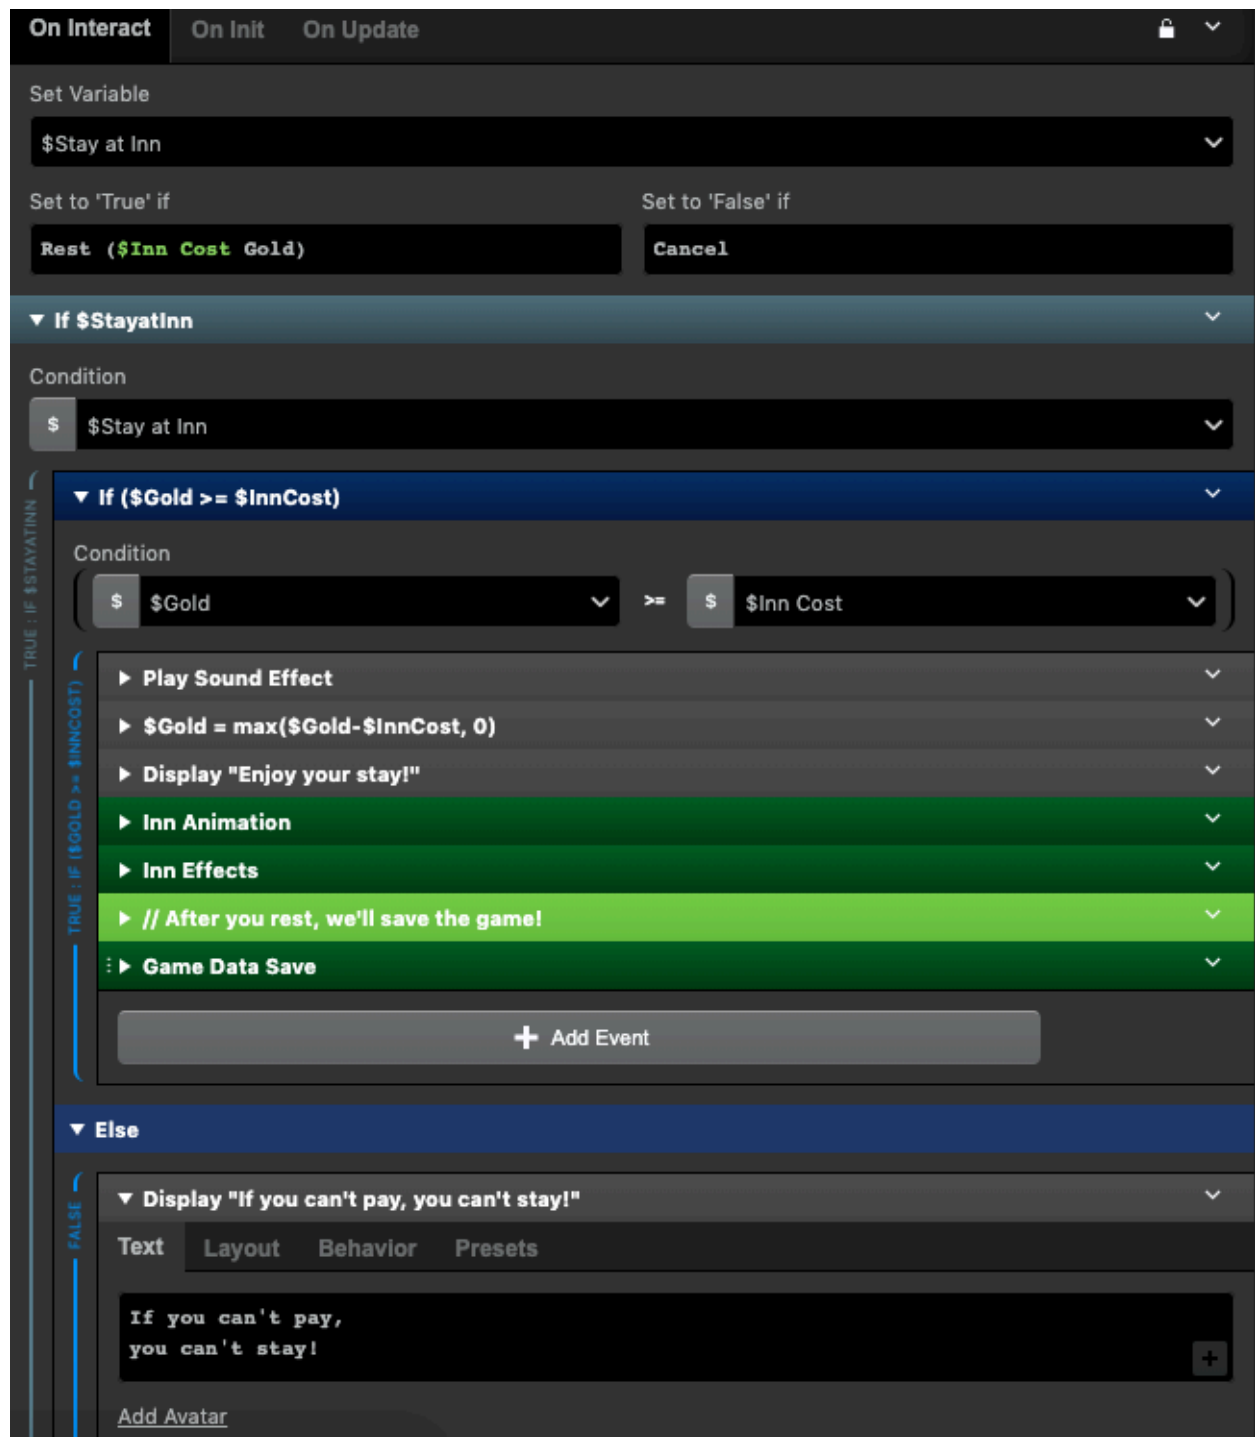 On Interact On Init On Update
Set Variable
$Stay at Inn
Set to 'True' if Set to 'False' if
Rest ($Inn Cost Gold) Cancel
If $StayatInn
Condition
$ $Stay at Inn
TRUE : IF $STAYATINN
If ($Gold >= $InnCost)
Condition
$ $Gold >= $ $Inn Cost
TRUE : IF ($GOLD >= $INNCOST)
Play Sound Effect
$Gold = max($Gold-$InnCost, 0)
Display "Enjoy your stay!"
Inn Animation
Inn Effects
// After you rest, we'll save the game!
Game Data Save
+ Add Event
Else
FALSE
Display "If you can't pay, you can't stay!"
Text Layout Behavior Presets
If you can't pay,
you can't stay!
+
Add Avatar